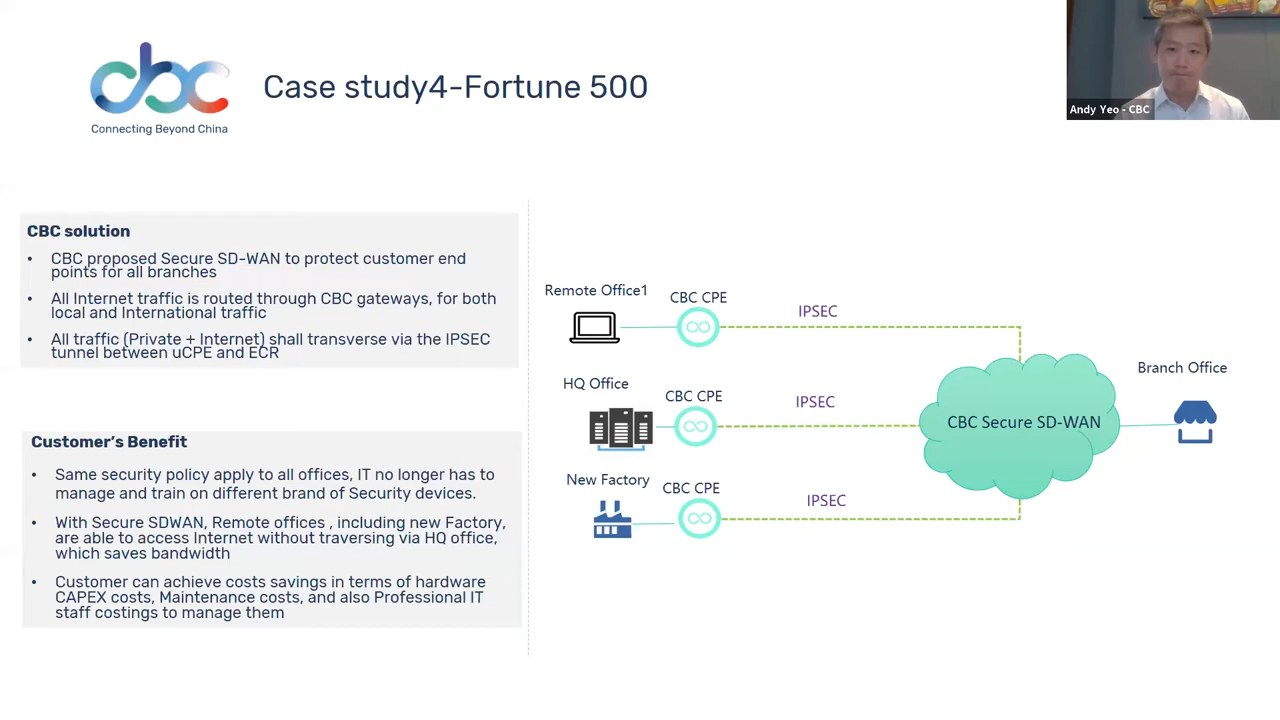 cbc
Connecting Beyond China
Case study4-Fortune 500
Andy Yeo - CBC
CBC solution
• CBC proposed Secure SD-WAN to protect customer end
points for all branches
• All Internet traffic is routed through CBC gateways, for both
local and International traffic
• All traffic (Private + Internet) shall transverse via the IPSEC
tunnel between uCPE and ECR
Customer's Benefit
• Same security policy apply to all offices, IT no longer has to
manage and train on different brand of Security devices.
• With Secure SDWAN, Remote offices , including new Factory,
are able to access Internet without traversing via HQ office,
which saves bandwidth
• Customer can achieve costs savings in terms of hardware
CAPEX costs, Maintenance costs, and also Professional IT
staff costings to manage them
Remote Office1
CBC CPE
IPSEC
HQ Office
CBC CPE
IPSEC
New Factory
CBC CPE
IPSEC
CBC Secure SD-WAN
Branch Office